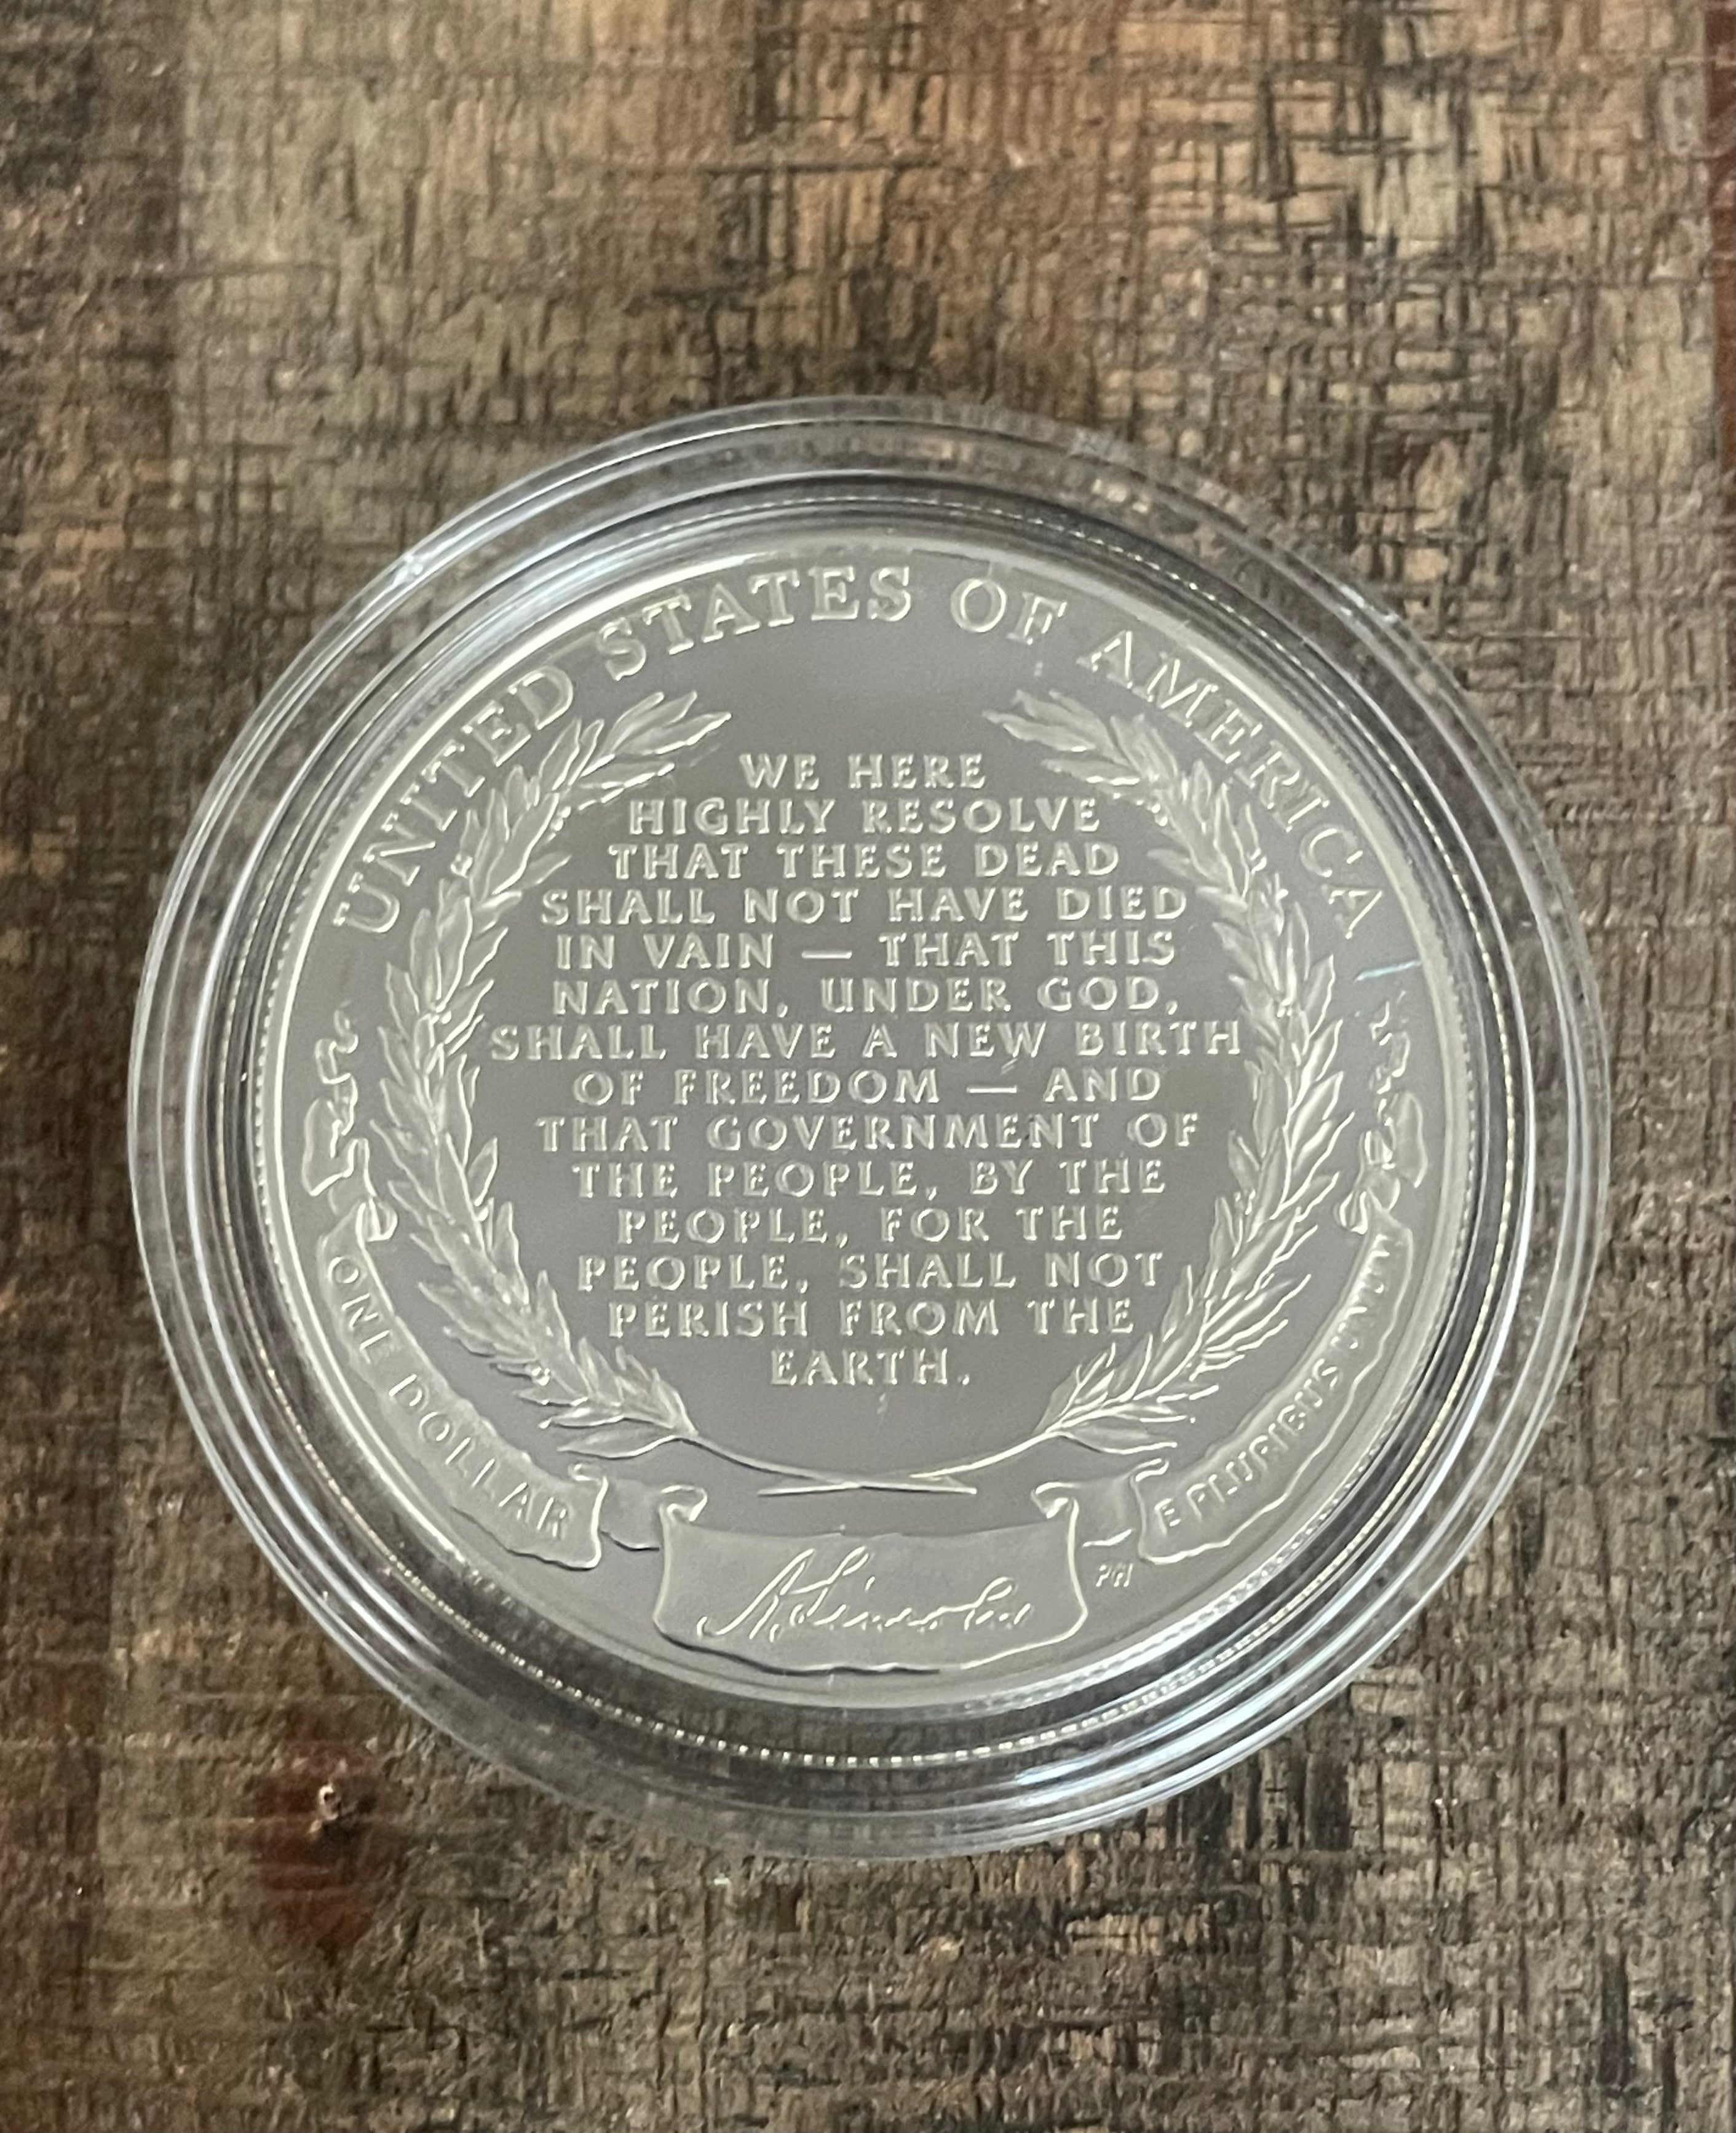 UNITED STATES OF AMERICA
WE HERE
HIGHLY RESOLVE
THAT THESE DEAD
SHALL NOT HAVE DIED
IN VAIN — THAT THIS
NATION, UNDER GOD,
SHALL HAVE A NEW BIRTH
OF FREEDOM — AND
THAT GOVERNMENT OF
THE PEOPLE, BY THE
PEOPLE, FOR THE
PEOPLE, SHALL NOT
PERISH FROM THE
EARTH.
ONE DOLLAR
A. Lincoln
PH
E PLURIBUS UNUM